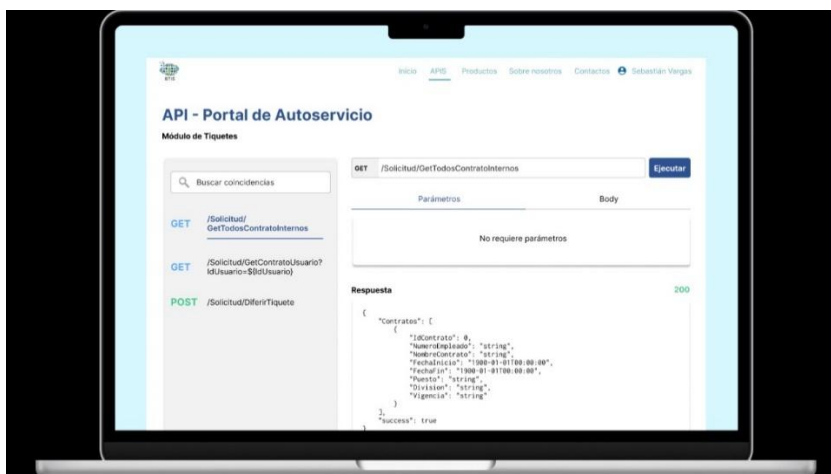 Inicio APIS Productos Sobre nosotros Contactos Sebastián Vargas
API - Portal de Autoservicio
Módulo de Tiquetes
Buscar coincidencias
GET /Solicitud/
GetTodosContratoInternos
GET /Solicitud/GetContratoUsuario?
IdUsuario=${IdUsuario}
POST /Solicitud/DiferirTiquete
GET /Solicitud/GetTodosContratoInternos Ejecutar
Parámetros Body
No requiere parámetros
Respuesta 200
{
"Contratos": [
{
"IdContrato": 0,
"NumeroEmpleado": "string",
"NombreContrato": "string",
"FechaInicio": "1900-01-01T00:00:00",
"FechaFin": "1900-01-01T00:00:00",
"Puesto": "string",
"Division": "string",
"Vigencia": "string"
}
],
"success": true
}